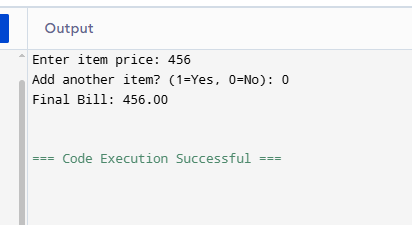 Output
Enter item price: 456
Add another item? (1=Yes, 0=No): 0
Final Bill: 456.00
=== Code Execution Successful ===